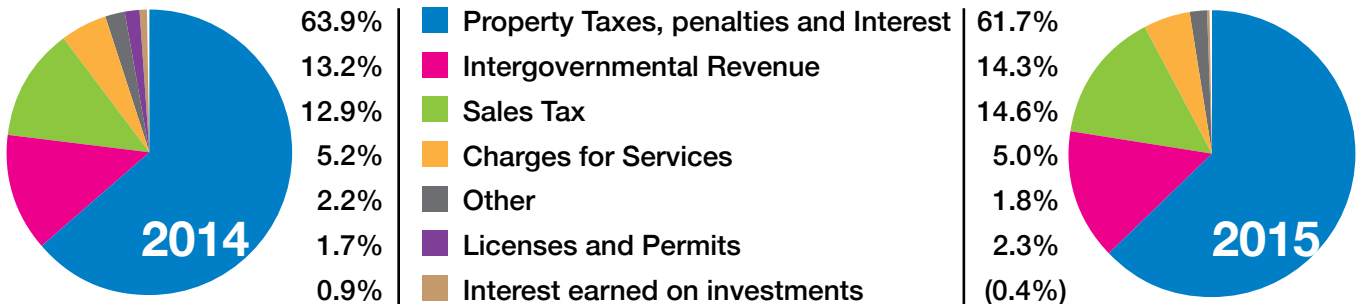 63.9% Property Taxes, penalties and Interest 61.7%
13.2% Intergovernmental Revenue 14.3%
12.9% Sales Tax 14.6%
5.2% Charges for Services 5.0%
2.2% Other 1.8%
1.7% Licenses and Permits 2.3%
0.9% Interest earned on investments (0.4%)
2014
2015